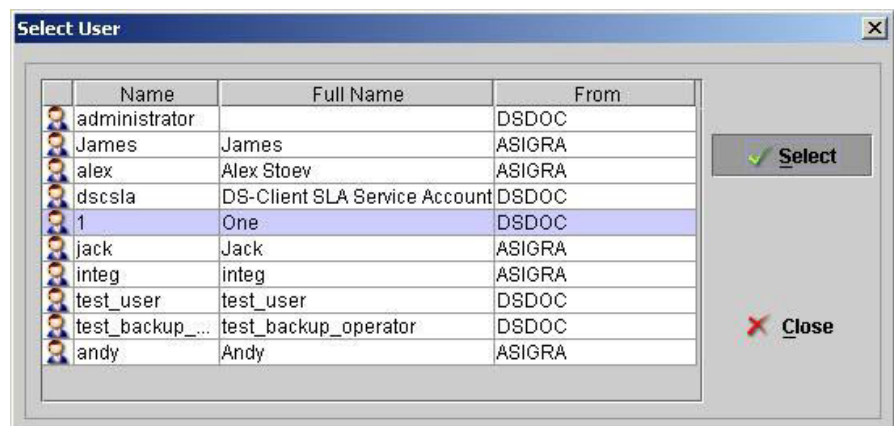 Select User
Name Full Name From
administrator DSDOC
James James ASIGRA
alex Alex Stoev ASIGRA
dscsla DS-Client SLA Service Account DSDOC
1 One DSDOC
jack Jack ASIGRA
integ integ ASIGRA
test_user test_user DSDOC
test_backup_... test_backup_operator DSDOC
andy Andy ASIGRA
Select
Close